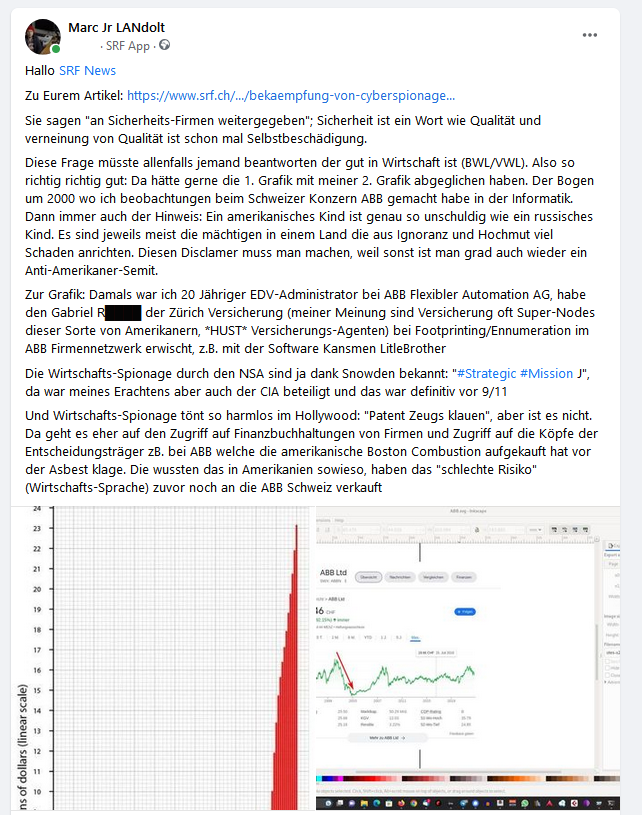 Marc Jr LANdolt
· SRF App ·
Hallo SRF News
Zu Eurem Artikel: https://www.srf.ch/.../bekaempfung-von-cyberspionage...
Sie sagen "an Sicherheits-Firmen weitergegeben"; Sicherheit ist ein Wort wie Qualität und
verneinung von Qualität ist schon mal Selbstbeschädigung.
Diese Frage müsste allenfalls jemand beantworten der gut in Wirtschaft ist (BWL/VWL). Also so
richtig richtig gut: Da hätte gerne die 1. Grafik mit meiner 2. Grafik abgeglichen haben. Der Bogen
um 2000 wo ich beobachtungen beim Schweizer Konzern ABB gemacht habe in der Informatik.
Dann immer auch der Hinweis: Ein amerikanisches Kind ist genau so unschuldig wie ein russisches
Kind. Es sind jeweils meist die mächtigen in einem Land die aus Ignoranz und Hochmut viel
Schaden anrichten. Diesen Disclamer muss man machen, weil sonst ist man grad auch wieder ein
Anti-Amerikaner-Semit.
Zur Grafik: Damals war ich 20 Jähriger EDV-Administrator bei ABB Flexibler Automation AG, habe
den Gabriel R der Zürich Versicherung (meiner Meinung sind Versicherung oft Super-Nodes
dieser Sorte von Amerikanern, *HUST* Versicherungs-Agenten) bei Footprinting/Ennumeration im
ABB Firmennetzwerk erwischt, z.B. mit der Software Kansmen LitleBrother
Die Wirtschafts-Spionage durch den NSA sind ja dank Snowden bekannt: "#Strategic #Mission J",
da war meines Erachtens aber auch der CIA beteiligt und das war definitiv vor 9/11
Und Wirtschafts-Spionage tönt so harmlos im Hollywood: "Patent Zeugs klauen", aber ist es nicht.
Da geht es eher auf den Zugriff auf Finanzbuchhaltungen von Firmen und Zugriff auf die Köpfe der
Entscheidungsträger zB. bei ABB welche die amerikanische Boston Combustion aufgekauft hat vor
der Asbest klage. Die wussten das in Amerikanien sowieso, haben das "schlechte Risiko"
(Wirtschafts-Sprache) zuvor noch an die ABB Schweiz verkauft
24
23
22
21
20
19
18
17
16
15
14
13
12
11
10
ns of dollars (linear scale)
ABB Ltd
Übersicht
Nachrichten
Vergleichen
Finanzen
ABB Ltd
46 CHF
Mehr zu ABB Ltd